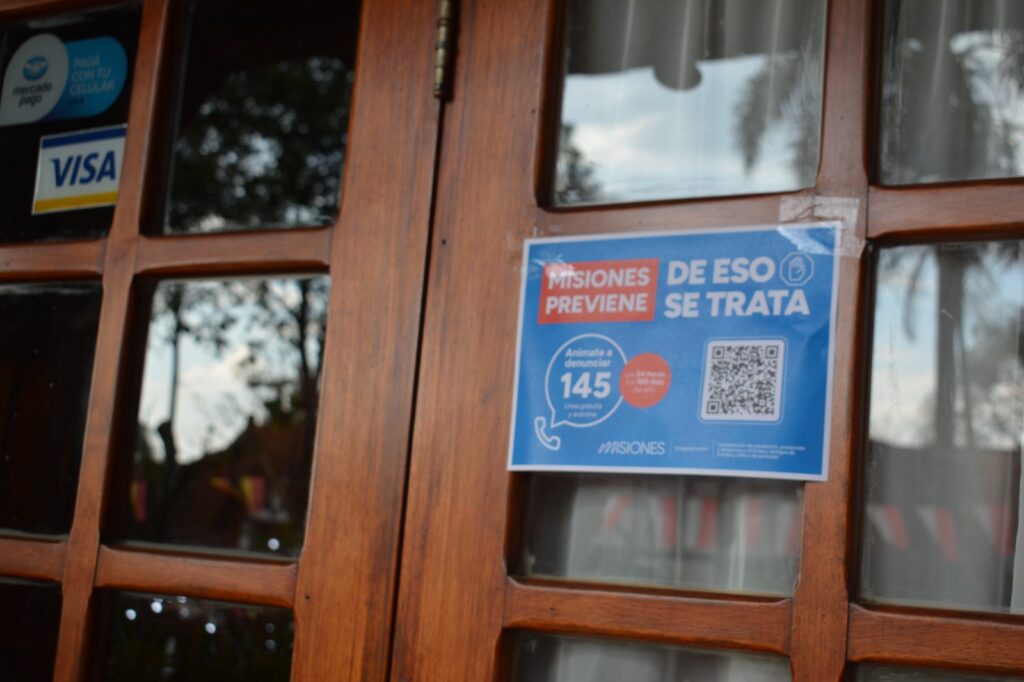 mercado
pago
PAGÁ
CON TU
CELULAR
VISA
MISIONES
PREVIENE
DE ESO
SE TRATA
Animate a
denunciar
145
Línea gratuita
y anónima
Las 24 horas,
los 365 días
del año
MISIONES